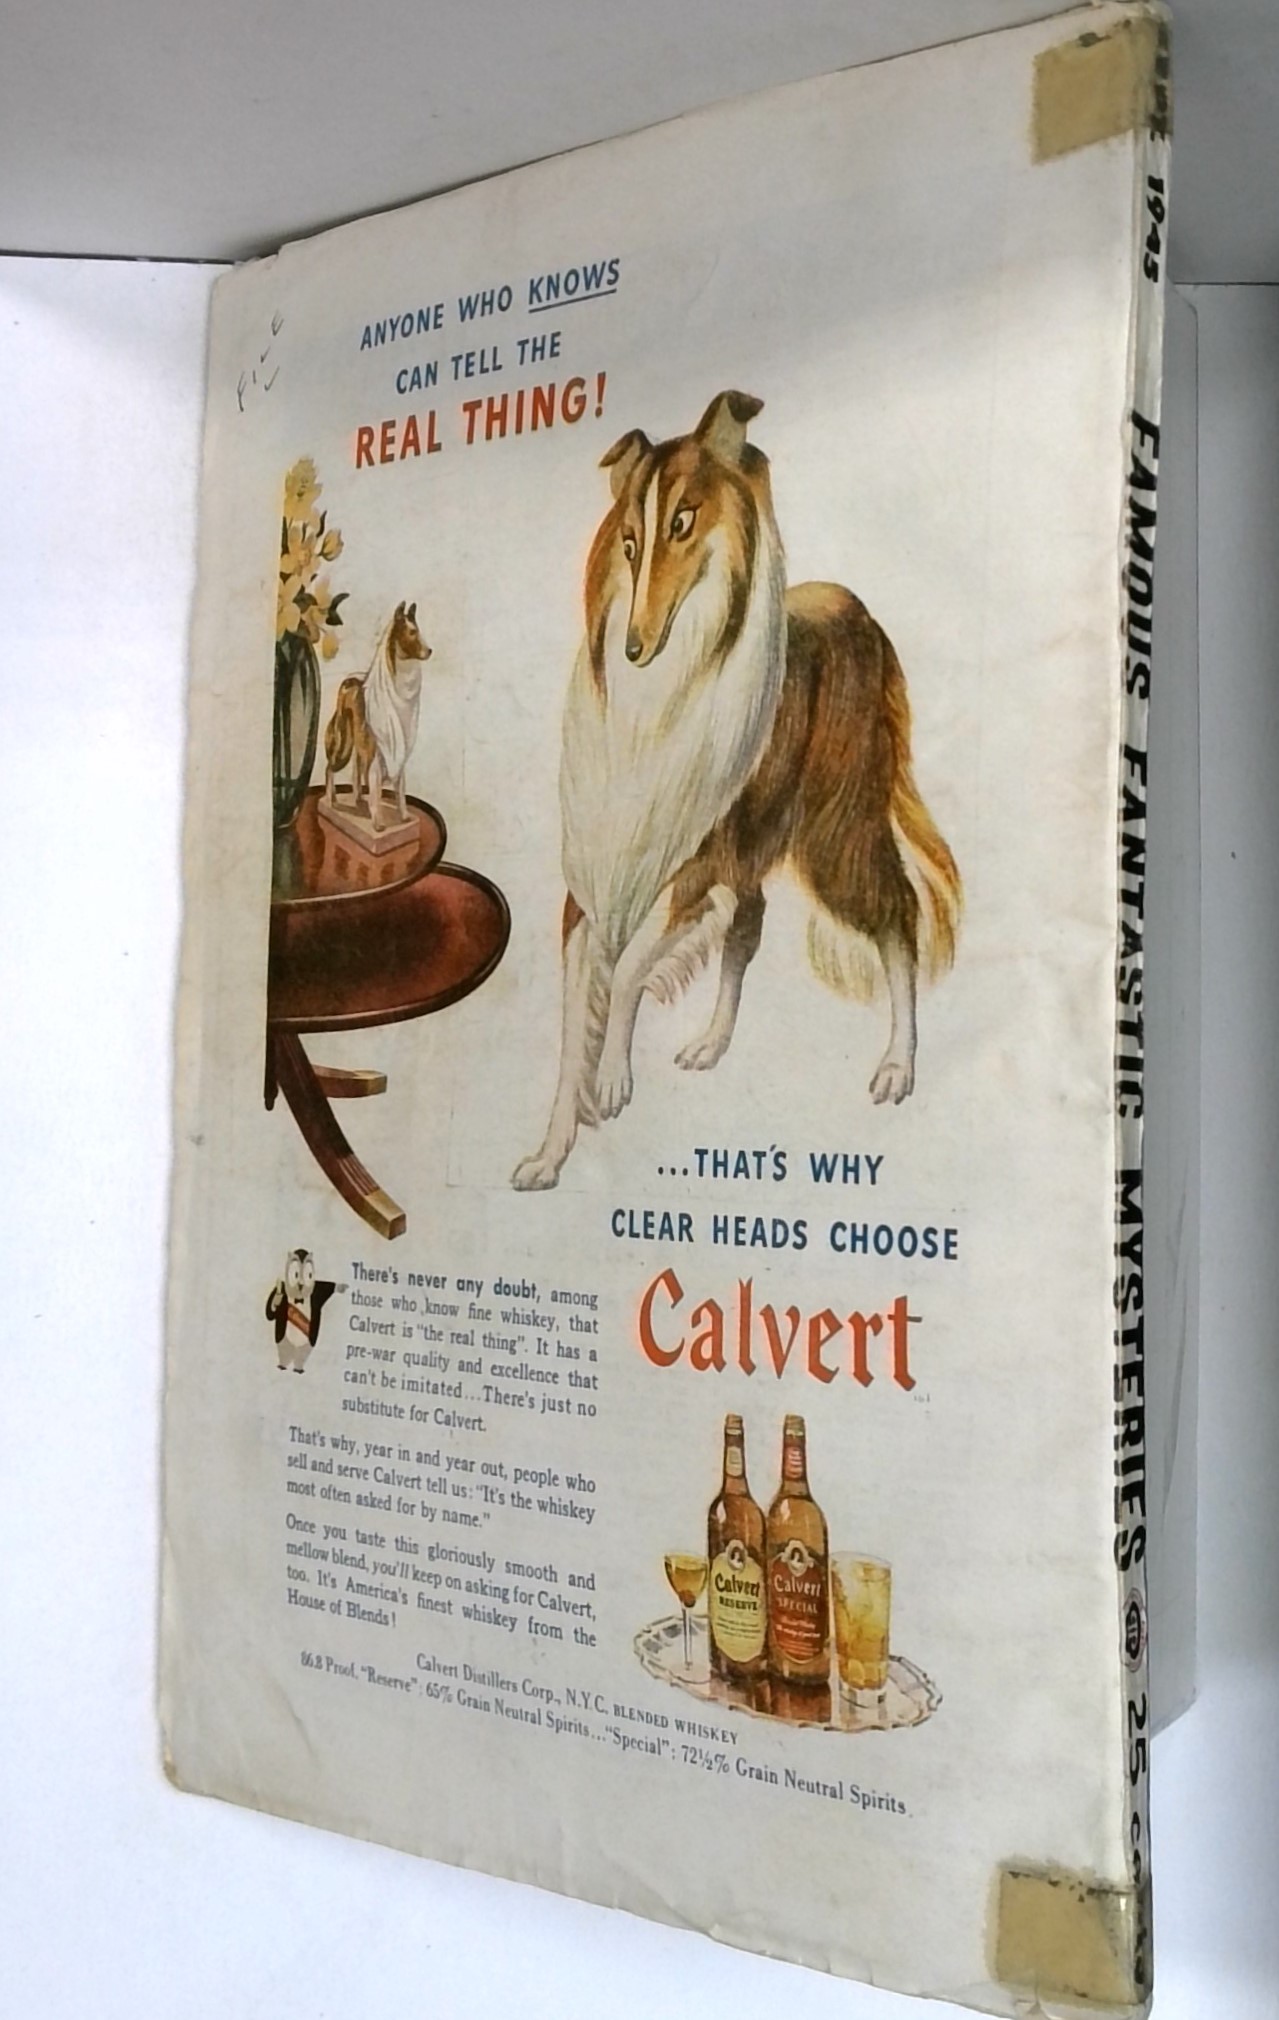 ANYONE WHO KNOWS
CAN TELL THE
REAL THING!
...THAT'S WHY
CLEAR HEADS CHOOSE
Calvert
There's never any doubt, among
those who know fine whiskey, that
Calvert is "the real thing". It has a
pre-war quality and excellence that
can't be imitated...There's just no
substitute for Calvert.
That's why, year in and year out, people who
sell and serve Calvert tell us: "It's the whiskey
most often asked for by name."
Once you taste this gloriously smooth and
mellow blend, you'll keep on asking for Calvert,
too. It's America's finest whiskey from the
House of Blends!
Calvert
RESERVE
Calvert
SPECIAL
Calvert Distillers Corp., N.Y.C. BLENDED WHISKEY
86.8 Proof. "Reserve": 65% Grain Neutral Spirits..."Special": 72½% Grain Neutral Spirits.
1945
FAMOUS FANTASTIC MYSTERIES
25